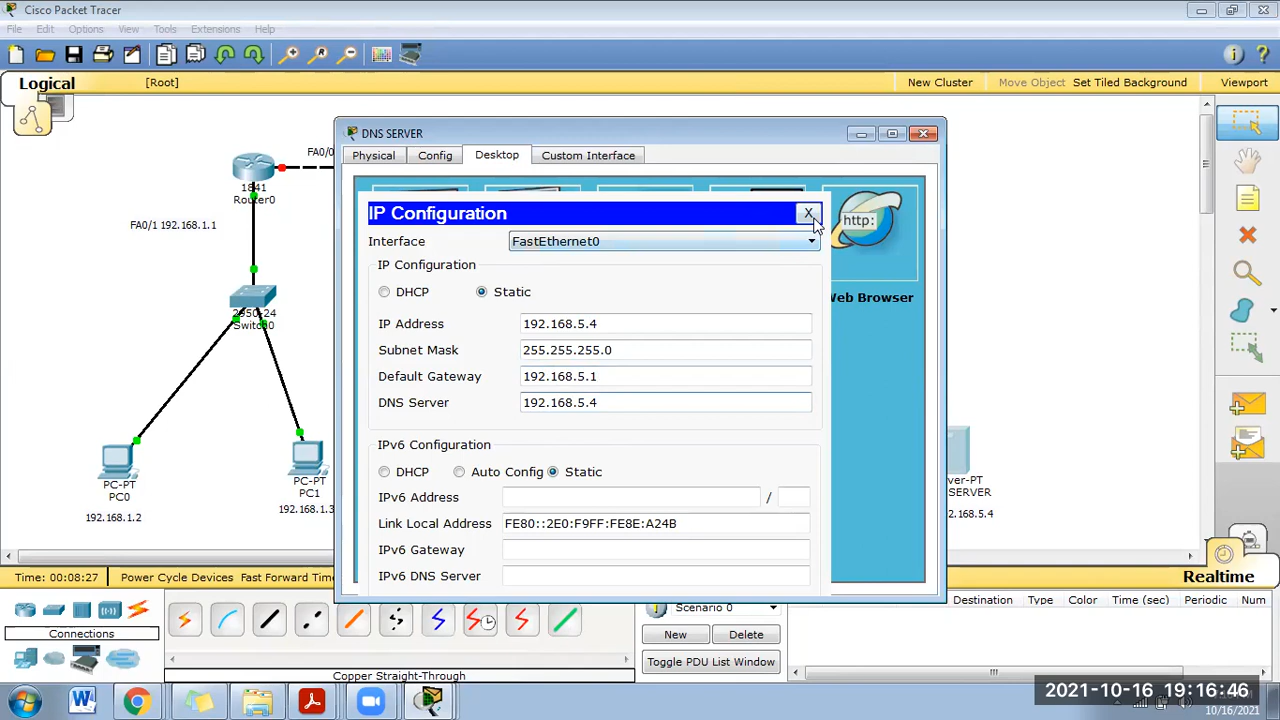 Cisco Packet Tracer
File Edit Options View Tools Extensions Help
Logical
[Root]
New Cluster
Move Object
Set Tiled Background
Viewport
FA0/0
1841
Router0
FA0/1 192.168.1.1
2950-24
Switch0
PC-PT
PC0
192.168.1.2
PC-PT
PC1
192.168.1.3
DNS SERVER
Physical Config Desktop Custom Interface
http:
Web Browser
IP Configuration
X
Interface FastEthernet0
IP Configuration
DHCP Static
IP Address 192.168.5.4
Subnet Mask 255.255.255.0
Default Gateway 192.168.5.1
DNS Server 192.168.5.4
IPv6 Configuration
DHCP Auto Config Static
IPv6 Address /
Link Local Address FE80::2E0:F9FF:FE8E:A24B
IPv6 Gateway
IPv6 DNS Server
ver-PT
SERVER
168.5.4
Time: 00:08:27 Power Cycle Devices Fast Forward Time
Realtime
Connections
Copper Straight-Through
Scenario 0
New Delete
Toggle PDU List Window
Destination Type Color Time (sec) Periodic Num
2021-10-16 19:16:46
10/16/2021